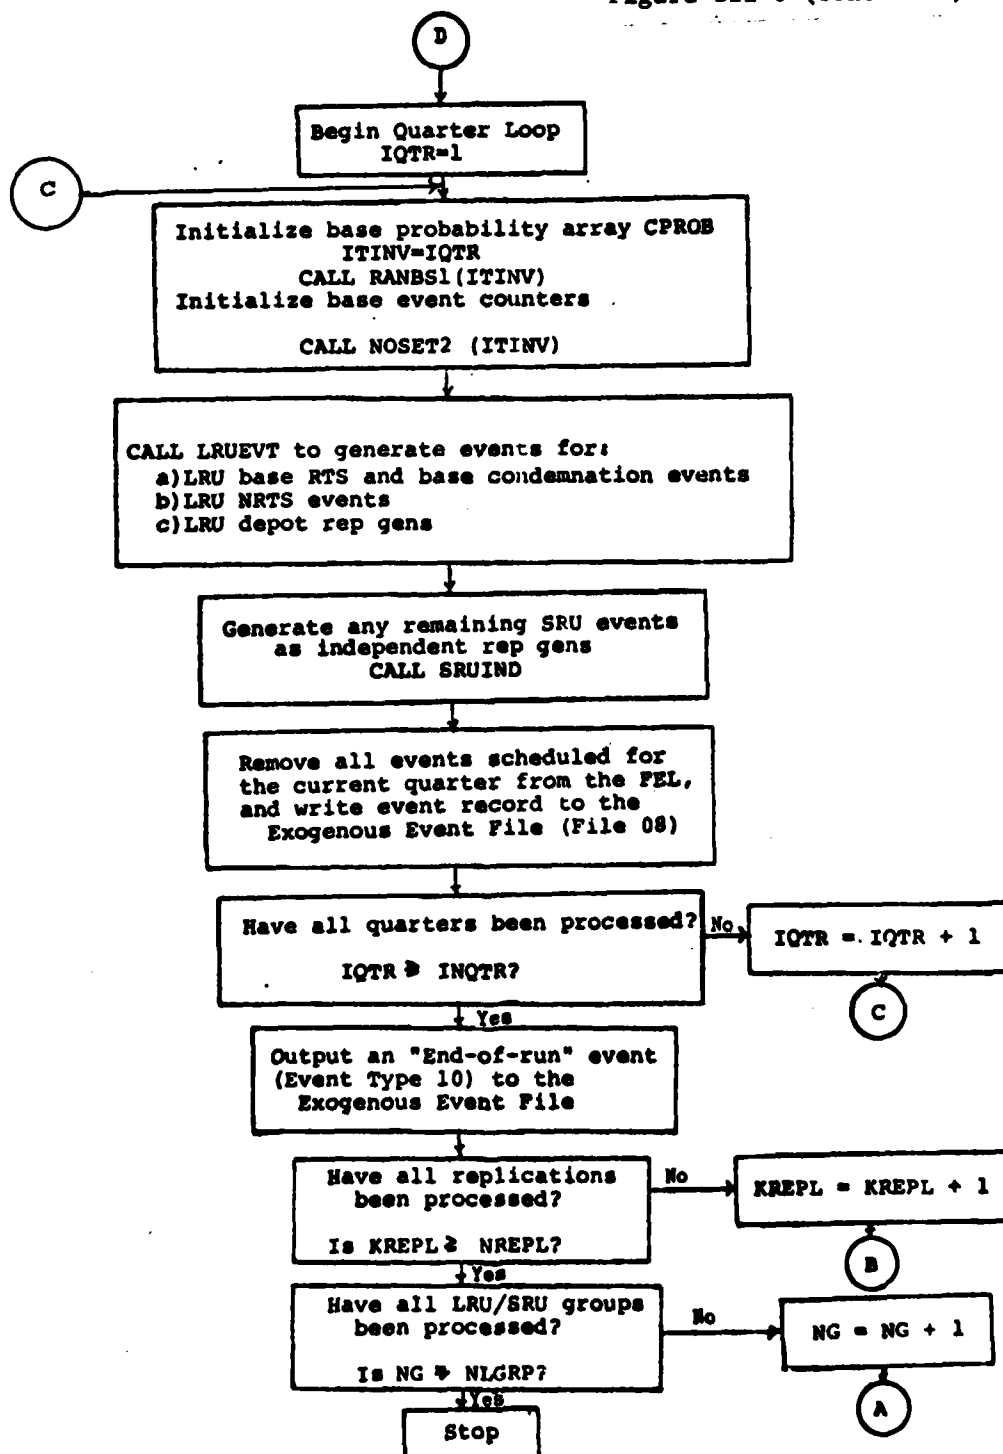 D
Begin Quarter Loop
IQTR=1
C
Initialize base probability array CPROB
ITINV=IQTR
CALL RANBS1(ITINV)
Initialize base event counters
CALL NOSET2 (ITINV)
CALL LRUEVT to generate events for:
a)LRU base RTS and base condemnation events
b)LRU NRTS events
c)LRU depot rep gens
Generate any remaining SRU events
as independent rep gens
CALL SRUIND
Remove all events scheduled for
the current quarter from the FEL,
and write event record to the
Exogenous Event File (File 08)
Have all quarters been processed?
No
IQTR = IQTR + 1
IQTR ≥ INQTR?
C
Yes
Output an "End-of-run" event
(Event Type 10) to the
Exogenous Event File
Have all replications
been processed?
No
KREPL = KREPL + 1
Is KREPL ≥ NREPL?
B
Yes
Have all LRU/SRU groups
been processed?
No
NG = NG + 1
Is NG ≥ NLGRP?
A
Yes
Stop